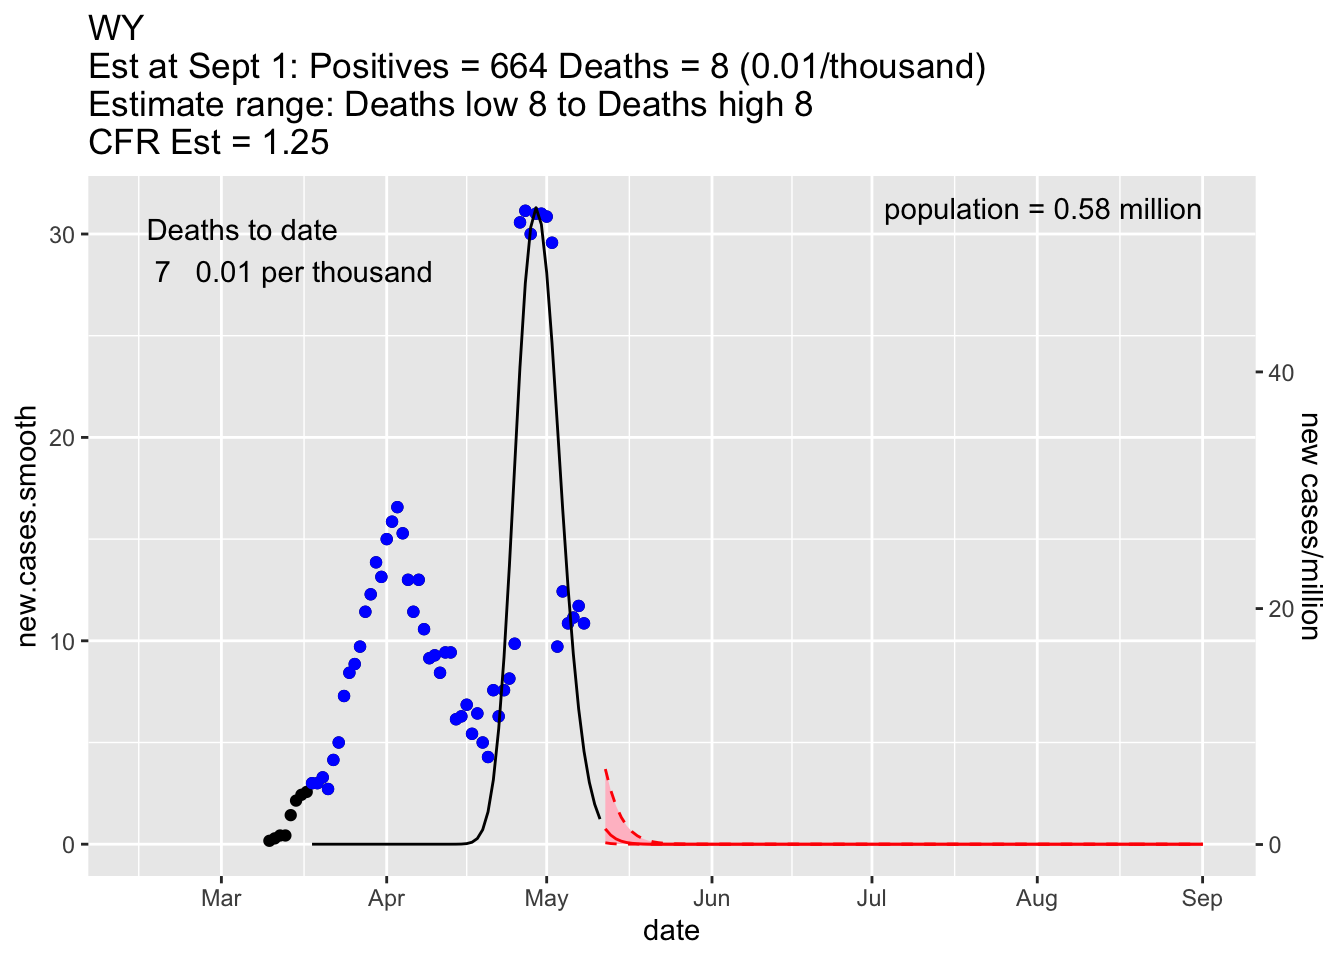 WY
Est at Sept 1: Positives = 664 Deaths = 8 (0.01/thousand)
Estimate range: Deaths low 8 to Deaths high 8
CFR Est = 1.25
Deaths to date
7 0.01 per thousand
population = 0.58 million
30
20
10
0
new.cases.smooth
40
20
0
new cases/million
Mar Apr May Jun Jul Aug Sep
date